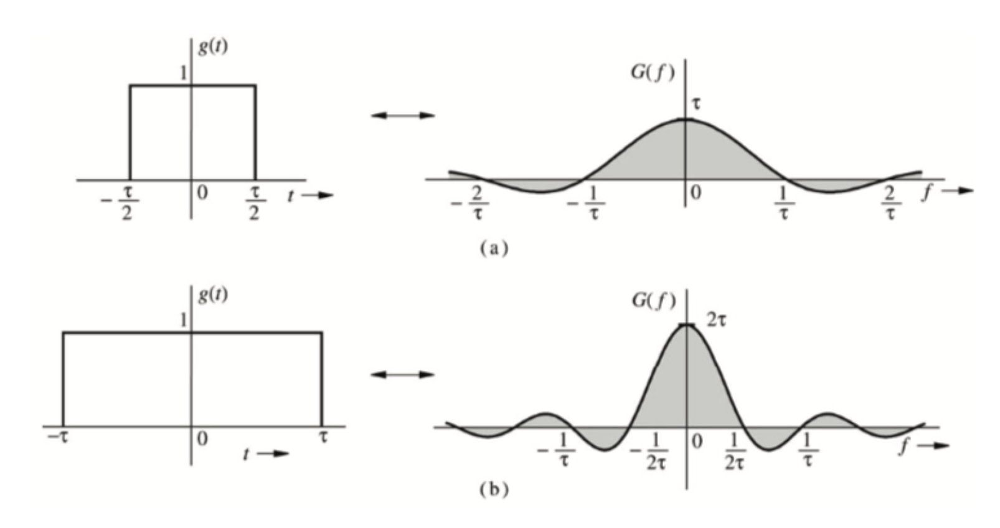 g(t)
1
−τ/2 0 τ/2 t
G(f)
τ
−2/τ −1/τ 0 1/τ 2/τ f
(a)
g(t)
1
−τ 0 τ
t
G(f)
2τ
−1/τ −1/2τ 0 1/2τ 1/τ f
(b)